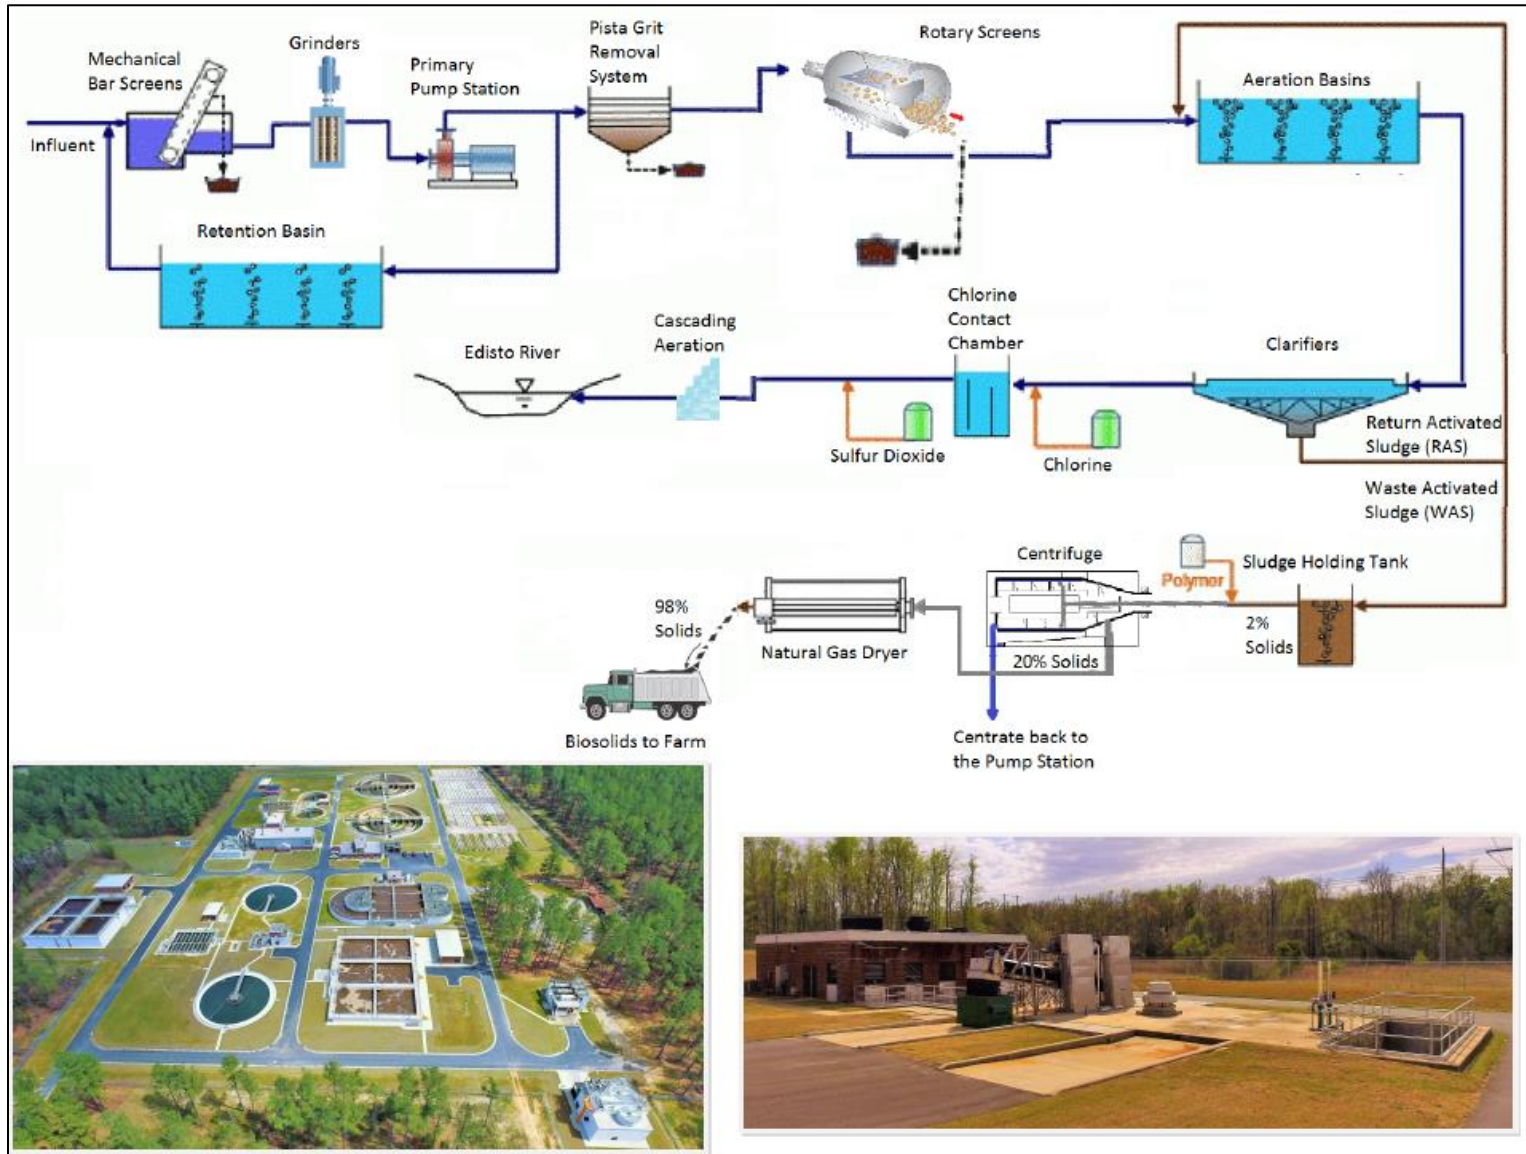 Mechanical
Bar Screens
Grinders
Primary
Pump Station
Pista Grit
Removal
System
Rotary Screens
Aeration Basins
Influent
Retention Basin
Edisto River
Cascading
Aeration
Chlorine
Contact
Chamber
Clarifiers
Sulfur Dioxide
Chlorine
Return Activated
Sludge (RAS)
Waste Activated
Sludge (WAS)
Centrifuge
Polymer
Sludge Holding Tank
98%
Solids
2%
Solids
Natural Gas Dryer
20% Solids
Biosolids to Farm
Centrate back to
the Pump Station